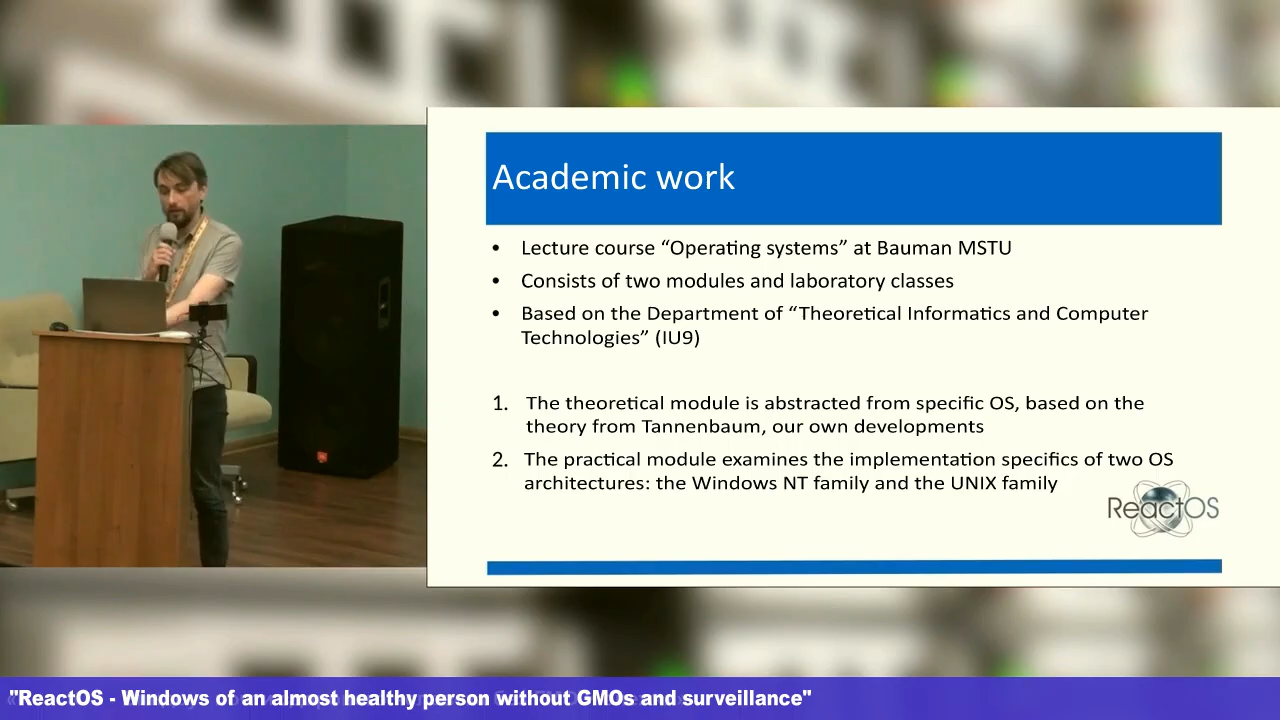 Academic work
• Lecture course “Operating systems” at Bauman MSTU
• Consists of two modules and laboratory classes
• Based on the Department of “Theoretical Informatics and Computer
Technologies” (IU9)
1. The theoretical module is abstracted from specific OS, based on the
theory from Tannenbaum, our own developments
2. The practical module examines the implementation specifics of two OS
architectures: the Windows NT family and the UNIX family
ReactOS
"ReactOS - Windows of an almost healthy person without GMOs and surveillance"